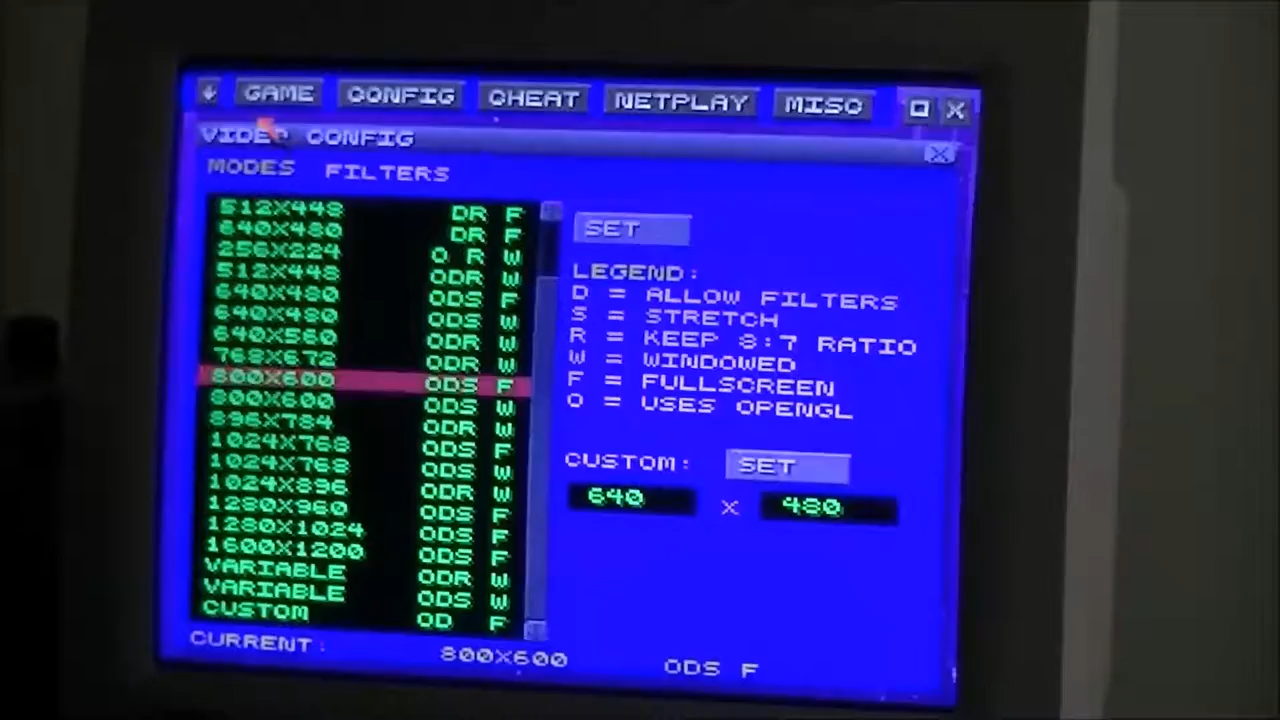 GAME CONFIG CHEAT NETPLAY MISC
VIDEO CONFIG
MODES FILTERS
512X448 DR F
640X480 DR F
256X224 O R W
512X448 ODR W
640X480 ODS F
640X480 ODS W
640X560 ODR W
768X672 ODR W
800X600 ODS F
800X600 ODS W
896X784 ODR W
1024X768 ODS F
1024X768 ODS W
1024X896 ODR W
1280X960 ODS F
1280X1024 ODS F
1600X1200 ODS F
VARIABLE ODR W
VARIABLE ODS W
CUSTOM OD F
SET
LEGEND:
D = ALLOW FILTERS
S = STRETCH
R = KEEP 8:7 RATIO
W = WINDOWED
F = FULLSCREEN
O = USES OPENGL
CUSTOM: SET
640 X 480
CURRENT: 800X600 ODS F